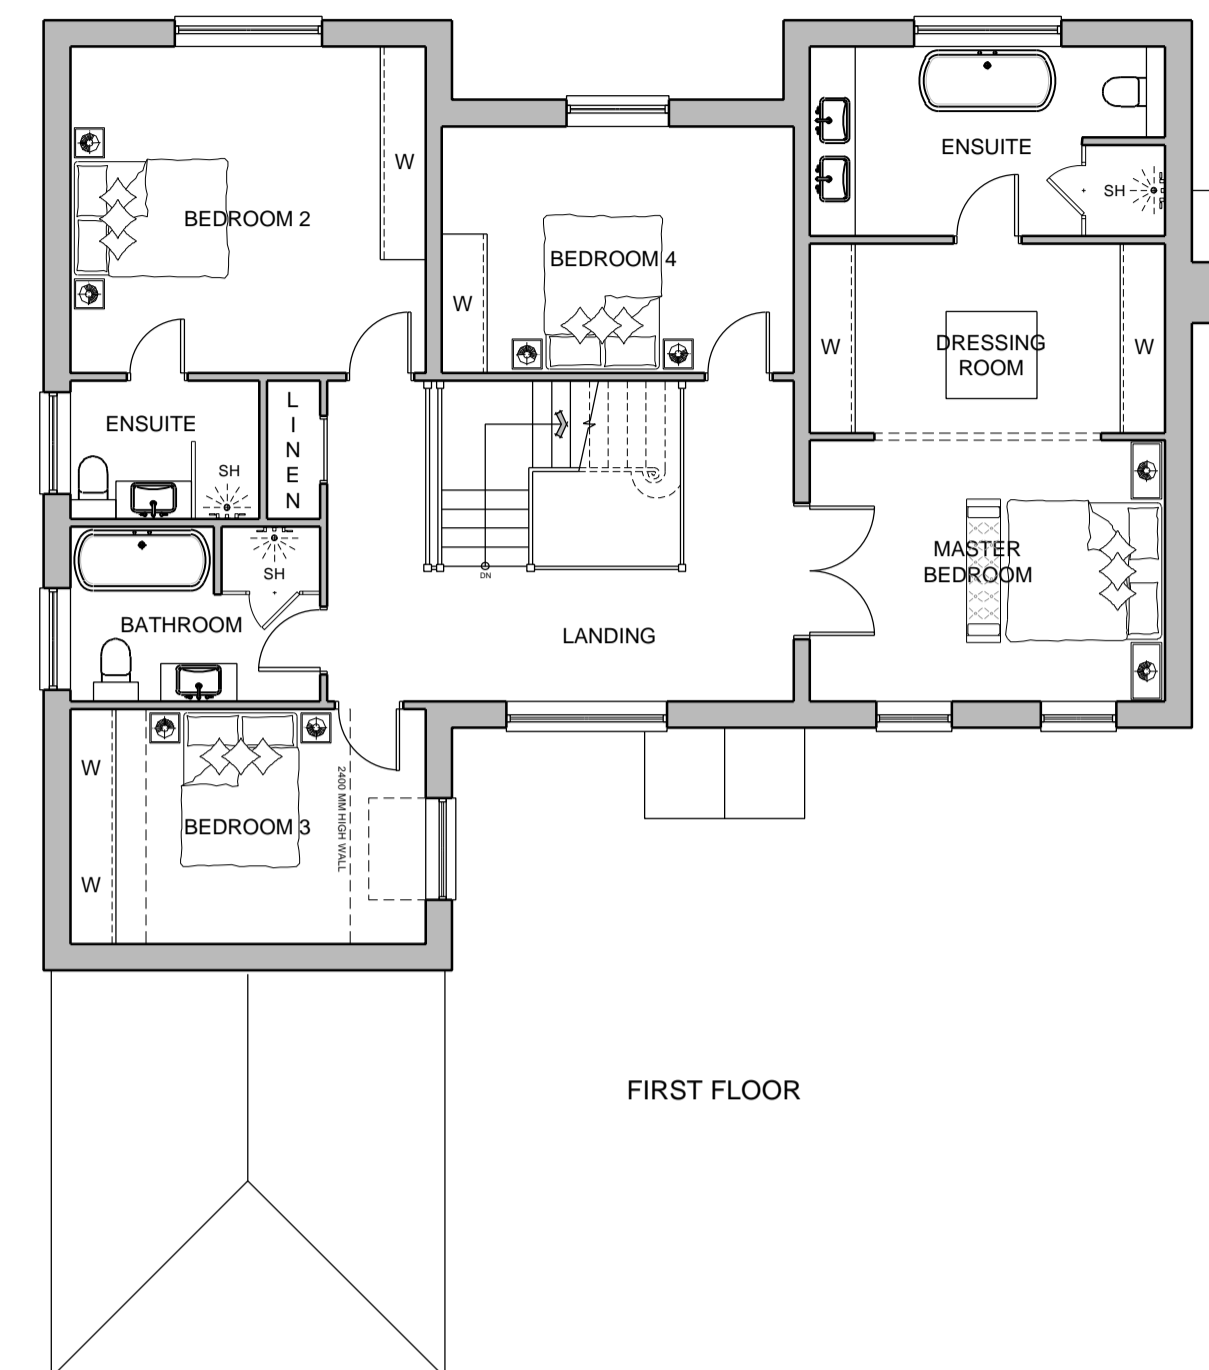 W
BEDROOM 2
ENSUITE
SH
BEDROOM 4
W
W
DRESSING
ROOM
W
ENSUITE
SH
L
I
N
E
N
SH
DN
MASTER
BEDROOM
BATHROOM
LANDING
W
2400 MM HIGH WALL
BEDROOM 3
W
FIRST FLOOR